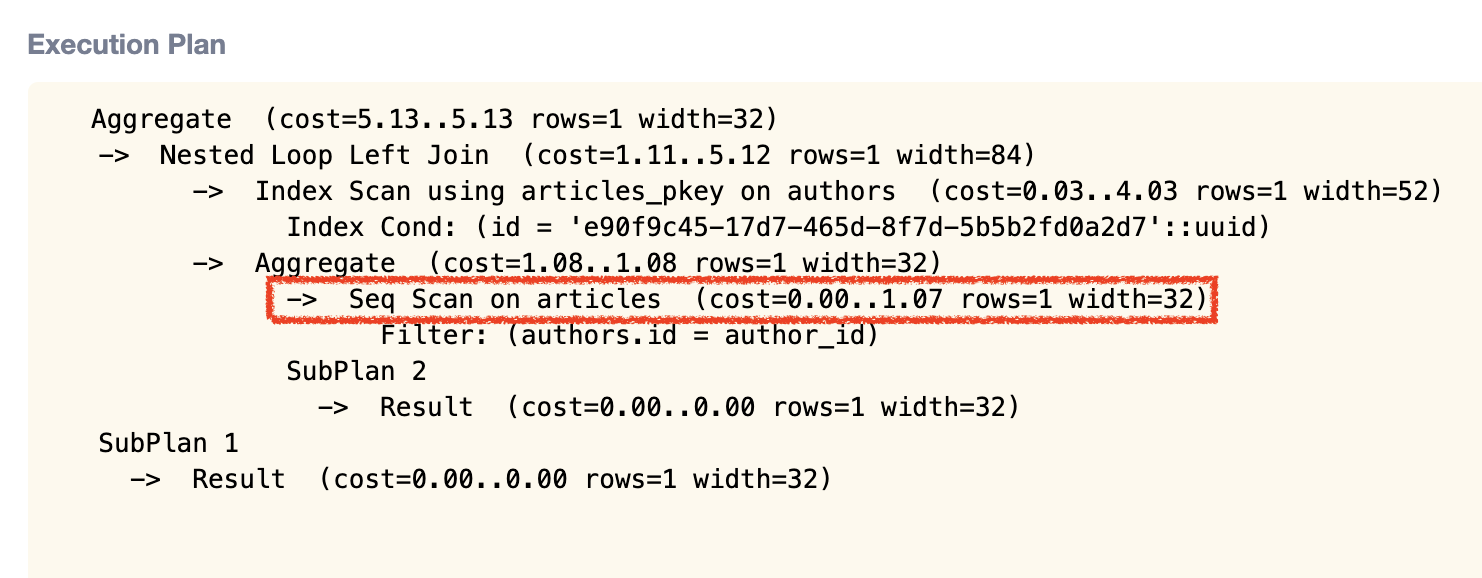 Execution Plan
Aggregate  (cost=5.13..5.13 rows=1 width=32)
->  Nested Loop Left Join  (cost=1.11..5.12 rows=1 width=84)
->  Index Scan using articles_pkey on authors  (cost=0.03..4.03 rows=1 width=52)
Index Cond: (id = 'e90f9c45-17d7-465d-8f7d-5b5b2fd0a2d7'::uuid)
->  Aggregate  (cost=1.08..1.08 rows=1 width=32)
->  Seq Scan on articles  (cost=0.00..1.07 rows=1 width=32)
Filter: (authors.id = author_id)
SubPlan 2
->  Result  (cost=0.00..0.00 rows=1 width=32)
SubPlan 1
->  Result  (cost=0.00..0.00 rows=1 width=32)